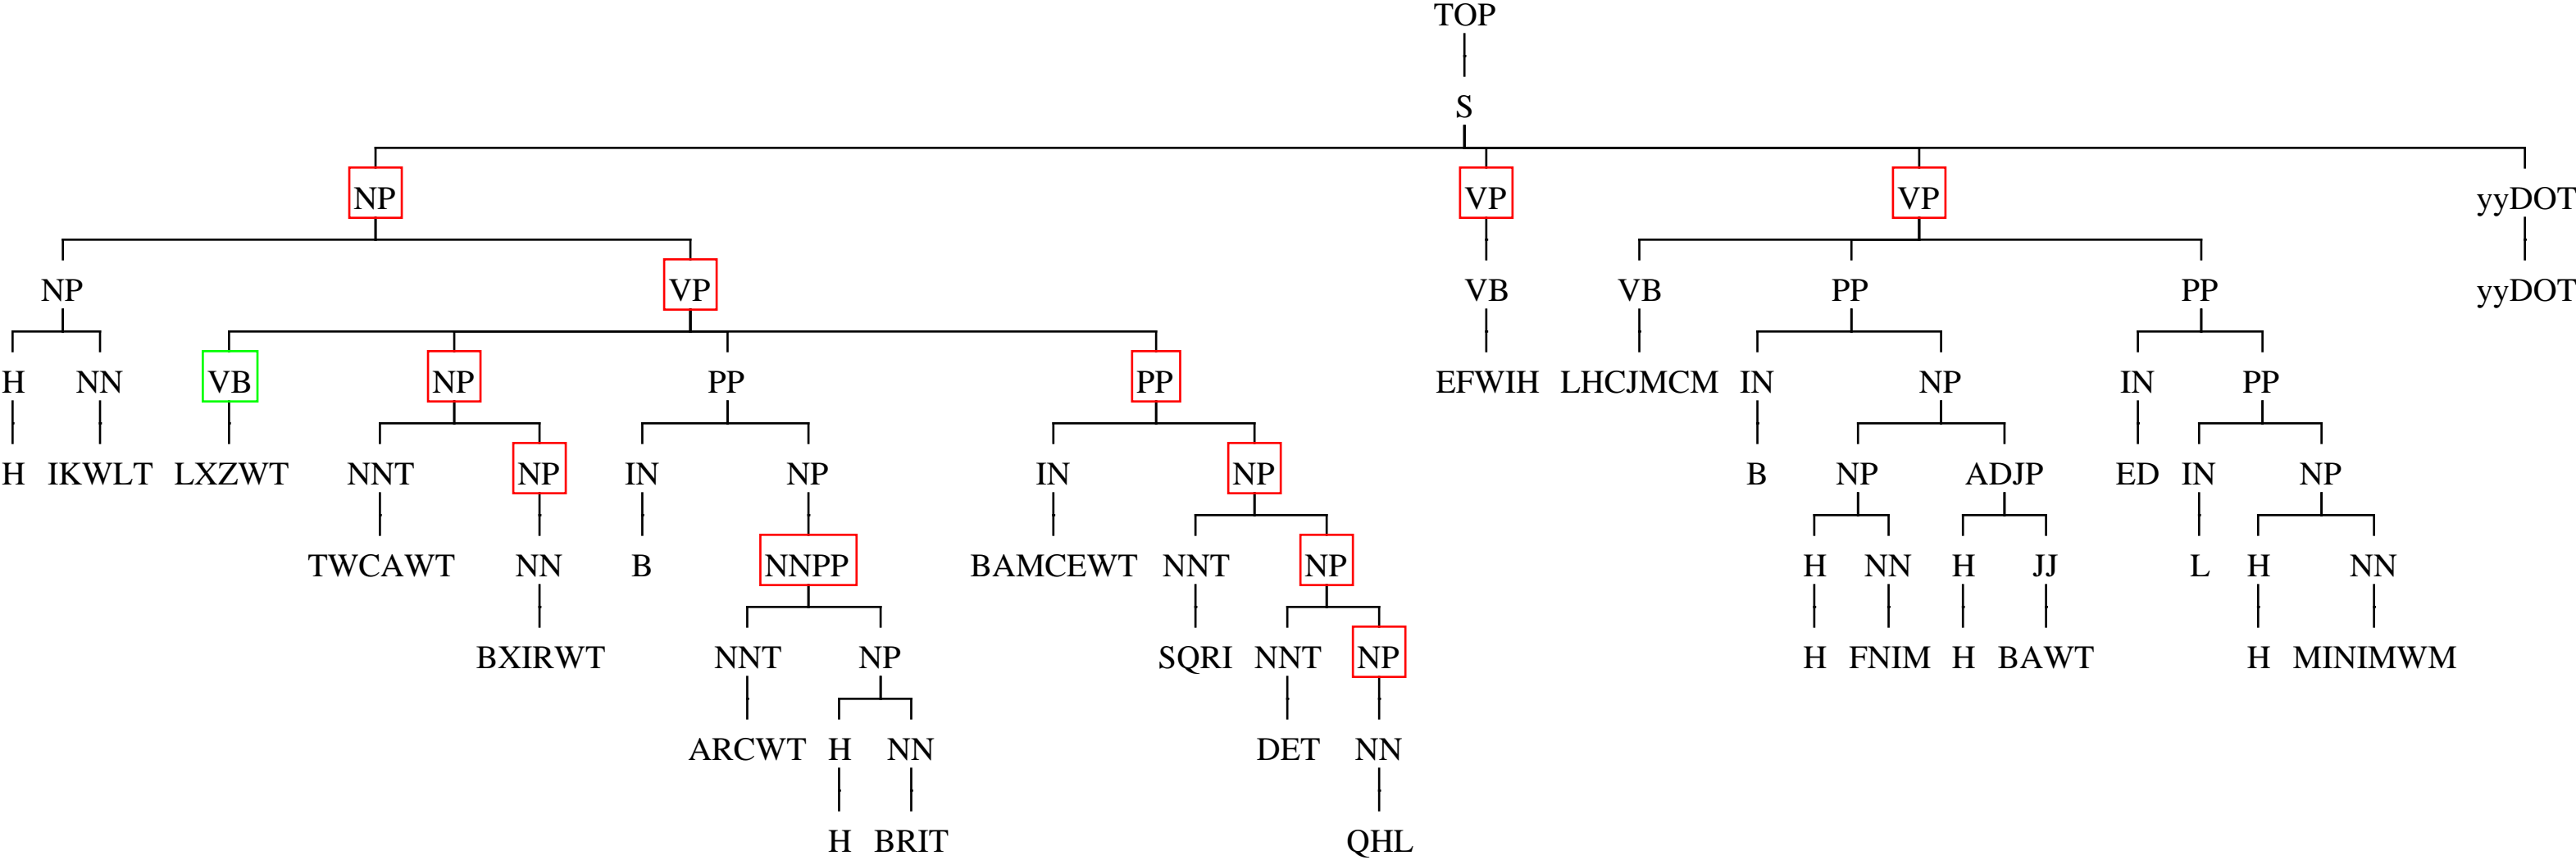 TOP
S
NP VP VP yyDOT
NP VP VB VB PP PP yyDOT
H NN VB NP PP PP EFWIH LHCJMCM IN NP IN PP
H IKWLT LXZWT NNT NP IN NP IN NP B NP ADJP ED IN NP
TWCAWT NN B NNPP BAMCEWT NNT NP H NN H JJ L H NN
BXIRWT NNT NP SQRI NNT NP H FNIM H BAWT H MINIMWM
ARCWT H NN DET NN
H BRIT QHL